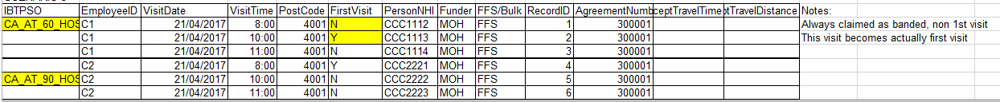 IBTPSO EmployeeID VisitDate VisitTime PostCode FirstVisit PersonNHI Funder FFS/Bulk RecordID AgreementNumb ceptTravelTime ptTravelDistance Notes:
CA_AT_60_HOS C1 21/04/2017 8:00 4001 N CCC1112 MOH FFS 1 300001 Always claimed as banded, non 1st visit
C1 21/04/2017 10:00 4001 Y CCC1113 MOH FFS 2 300001 This visit becomes actually first visit
C1 21/04/2017 11:00 4001 N CCC1114 MOH FFS 3 300001
C2 21/04/2017 8:00 4001 Y CCC2221 MOH FFS 4 300001
CA_AT_90_HOS C2 21/04/2017 10:00 4001 N CCC2222 MOH FFS 5 300001
C2 21/04/2017 11:00 4001 N CCC2223 MOH FFS 6 300001